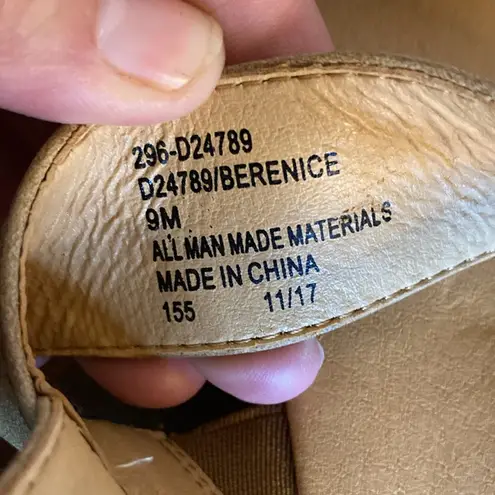 296-D24789
D24789/BERENICE
9M
ALL MAN MADE MATERIALS
MADE IN CHINA
155 11/17